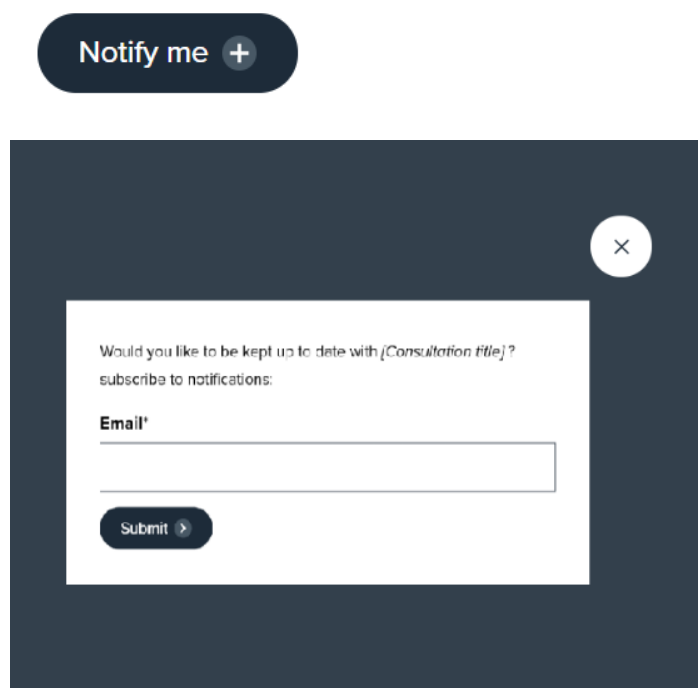 Notify me
Would you like to be kept up to date with [Consultation title] ?
subscribe to notifications:
Email*
Submit